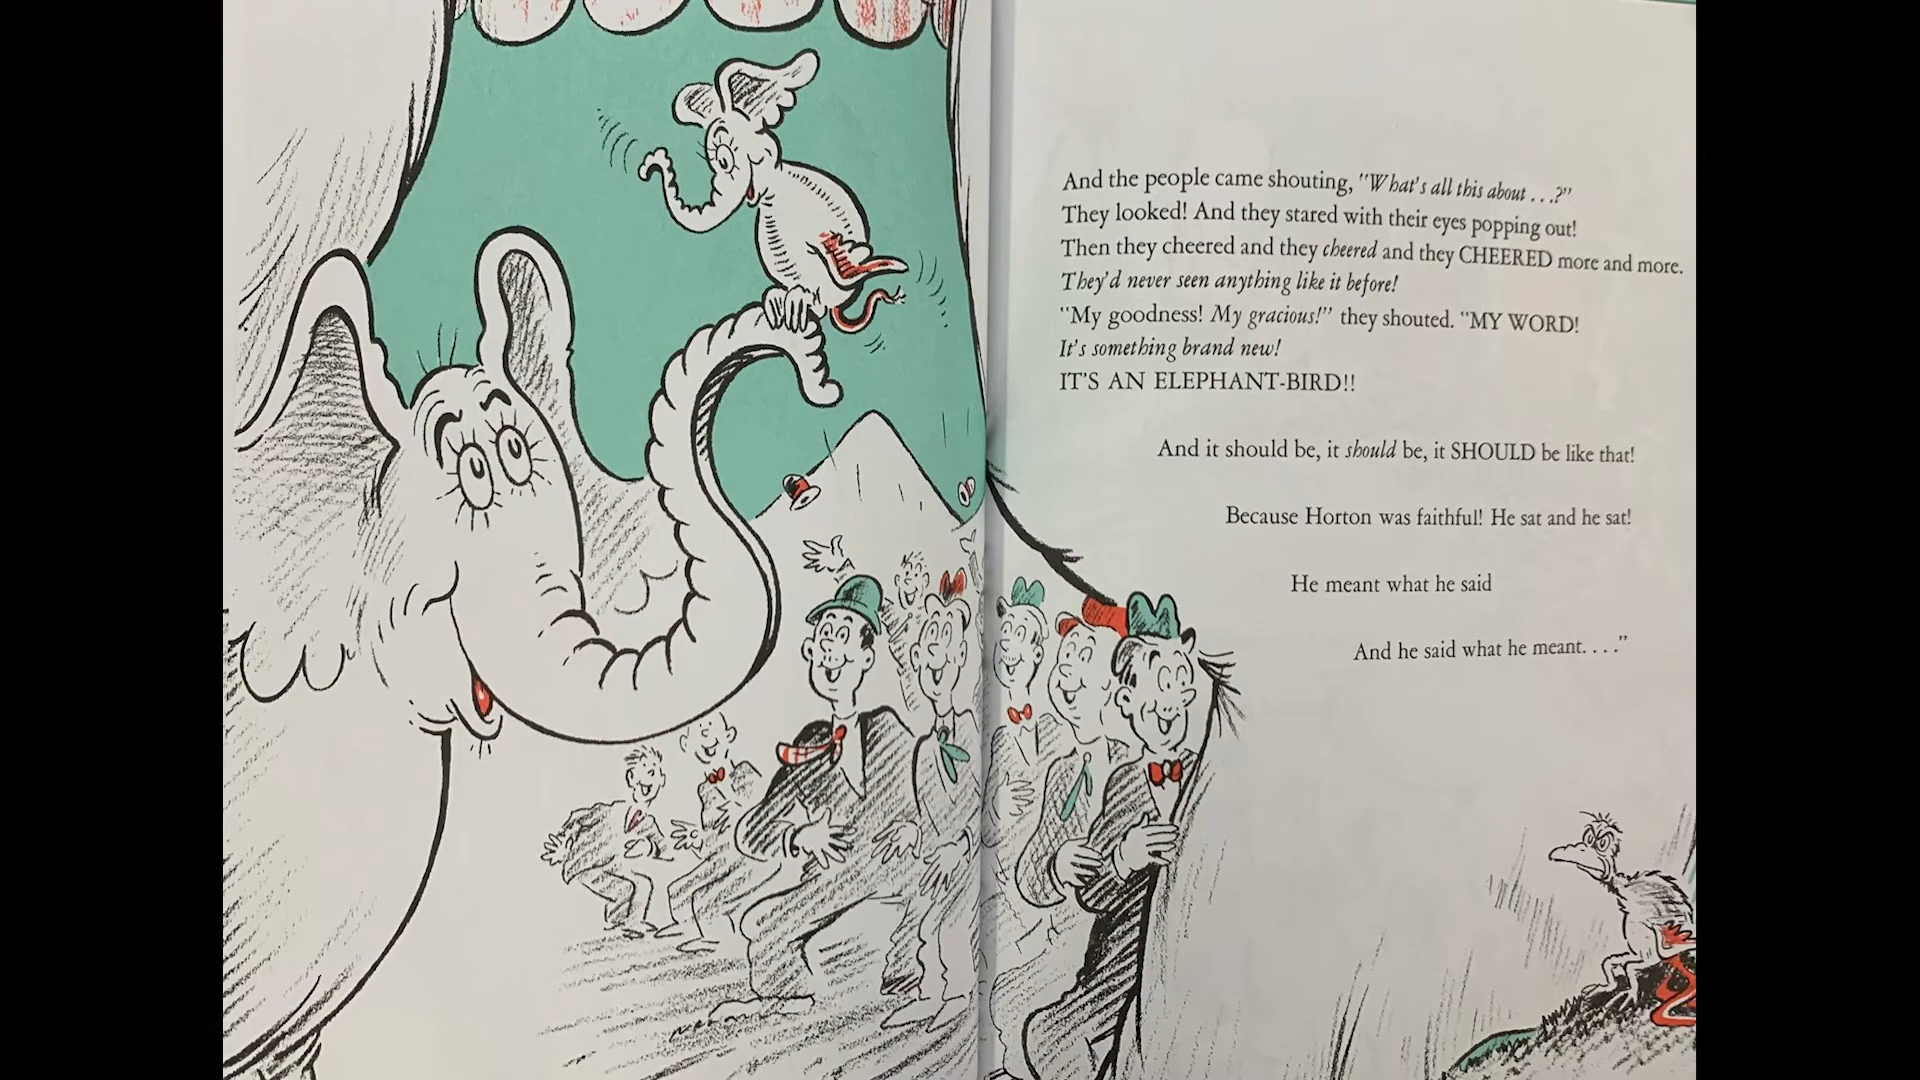 And the people came shouting, "What's all this about . . .?"
They looked! And they stared with their eyes popping out!
Then they cheered and they cheered and they CHEERED more and more.
They'd never seen anything like it before!
"My goodness! My gracious!" they shouted. "MY WORD!
It's something brand new!
IT'S AN ELEPHANT-BIRD!!
And it should be, it should be, it SHOULD be like that!
Because Horton was faithful! He sat and he sat!
He meant what he said
And he said what he meant. . . ."